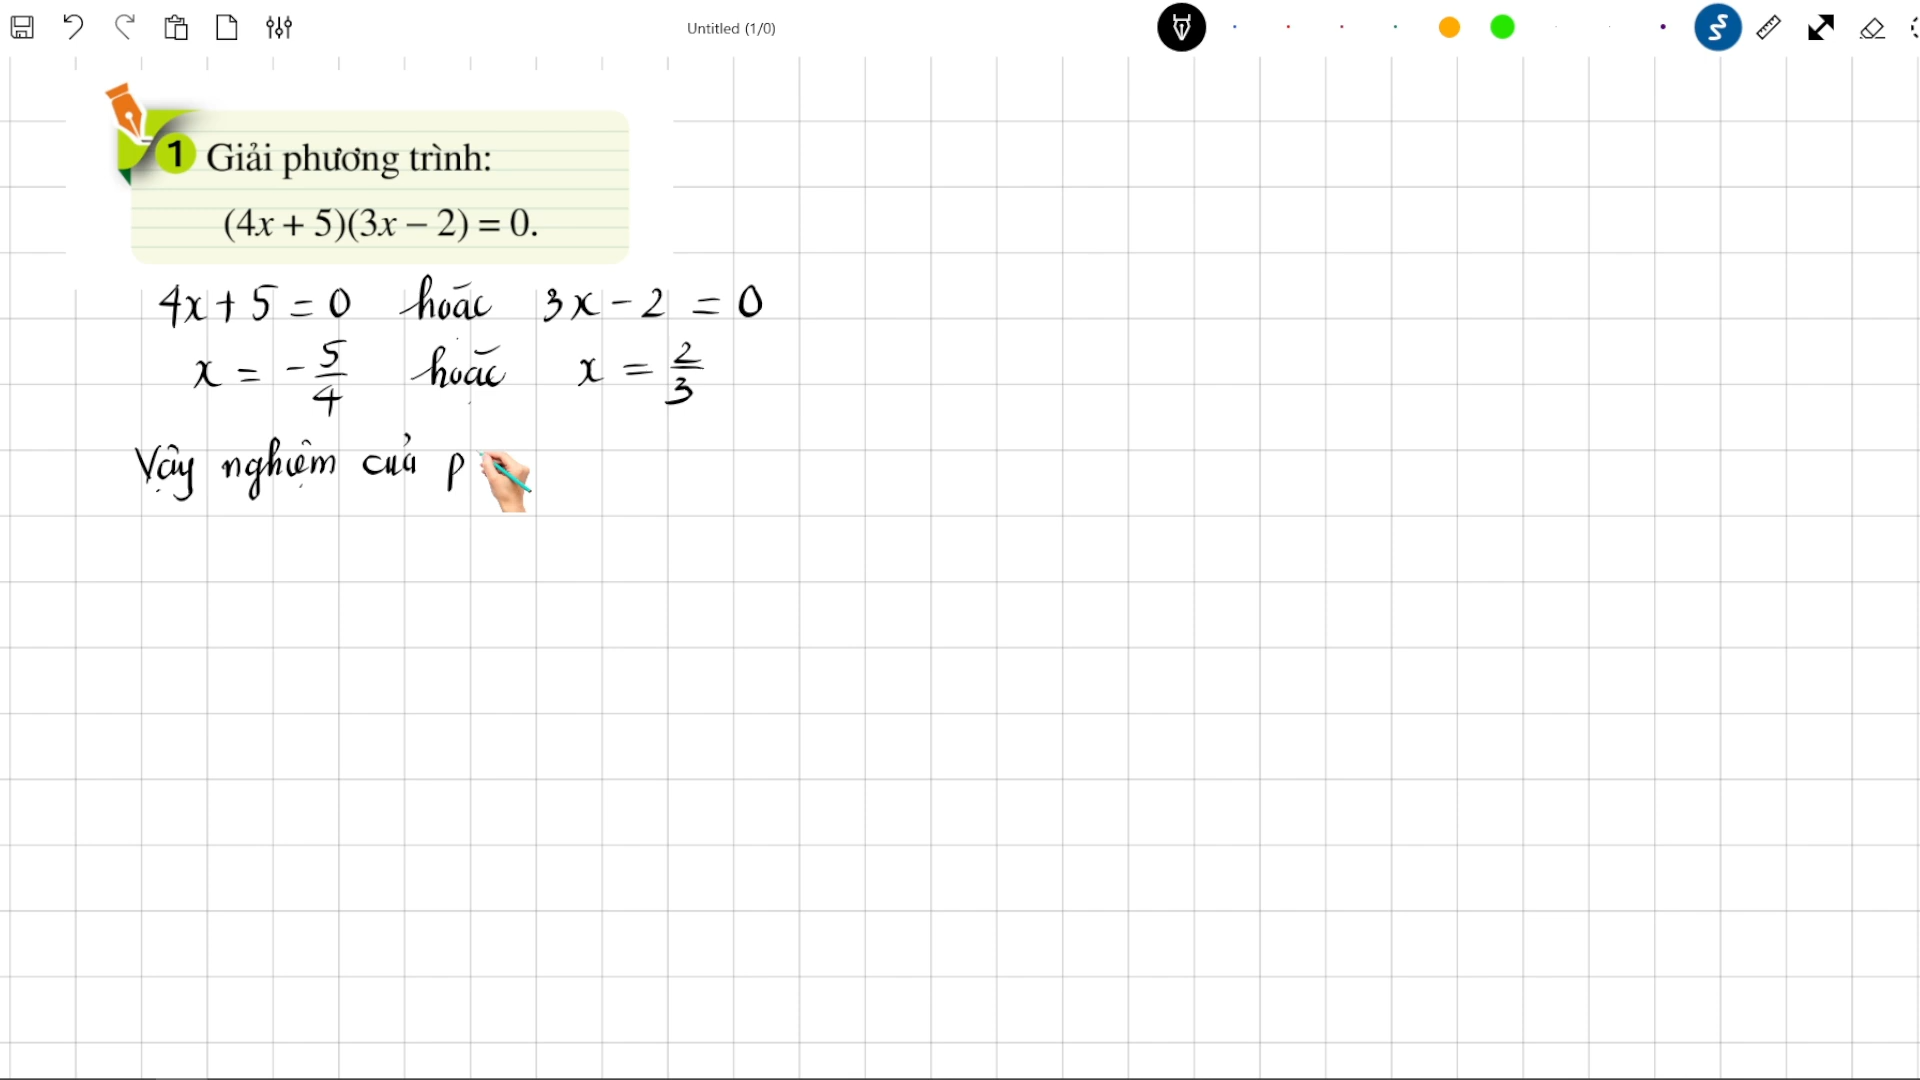 Untitled (1/0)
1 Giải phương trình:
(4x + 5)(3x − 2) = 0.
4x + 5 = 0 hoặc 3x − 2 = 0
x = -5/4 hoặc x = 2/3
Vậy nghiệm của p